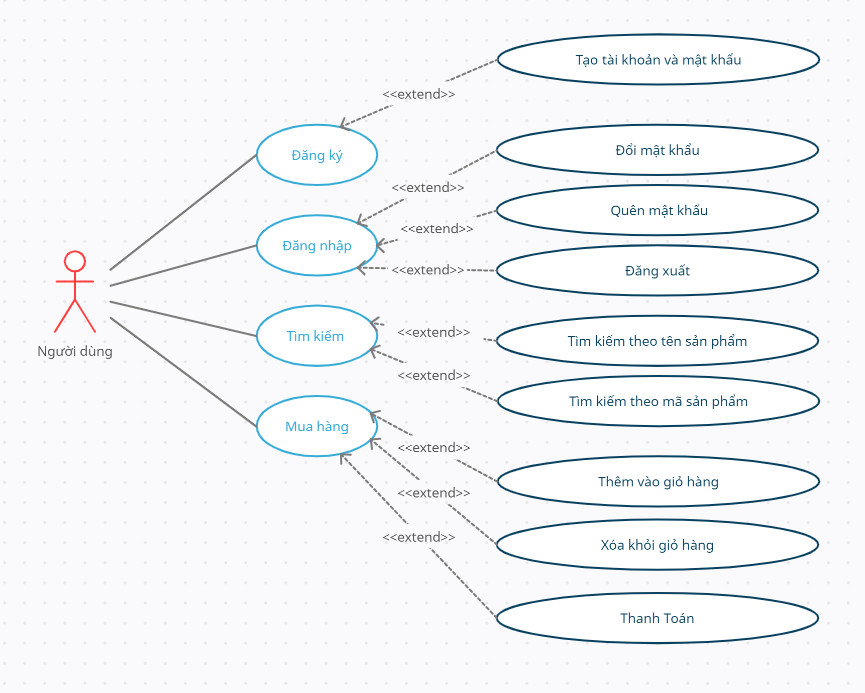 Tạo tài khoản và mật khẩu
<<extend>>
Đăng ký
Đổi mật khẩu
<<extend>>
Quên mật khẩu
<<extend>>
Đăng nhập
<<extend>>
Đăng xuất
Tìm kiếm
<<extend>>
Tìm kiếm theo tên sản phẩm
Người dùng
<<extend>>
Tìm kiếm theo mã sản phẩm
Mua hàng
<<extend>>
Thêm vào giỏ hàng
<<extend>>
Xóa khỏi giỏ hàng
<<extend>>
Thanh Toán